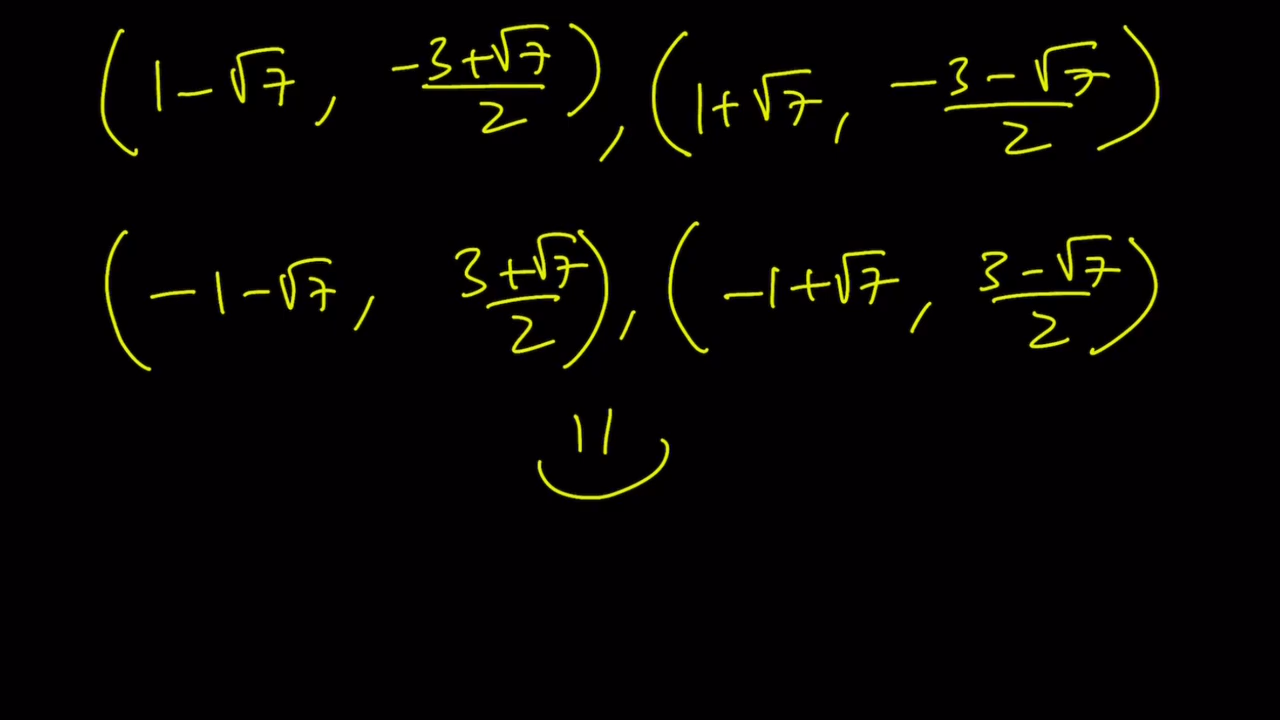 (1-√7, (-3+√7)/2), (1+√7, (-3-√7)/2)
(-1-√7, (3+√7)/2), (-1+√7, (3-√7)/2)